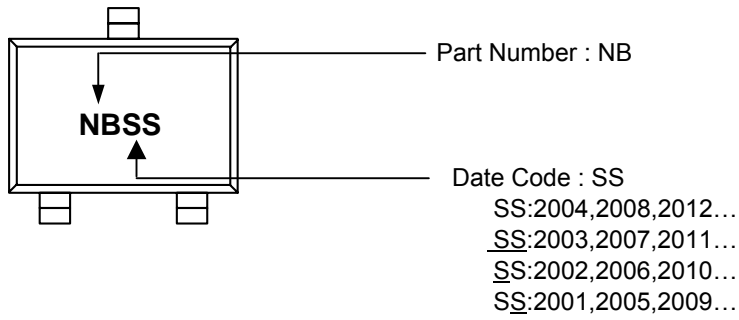 Part Number : NB
NBSS
Date Code : SS
SS:2004,2008,2012…
SS:2003,2007,2011…
SS:2002,2006,2010…
SS:2001,2005,2009…